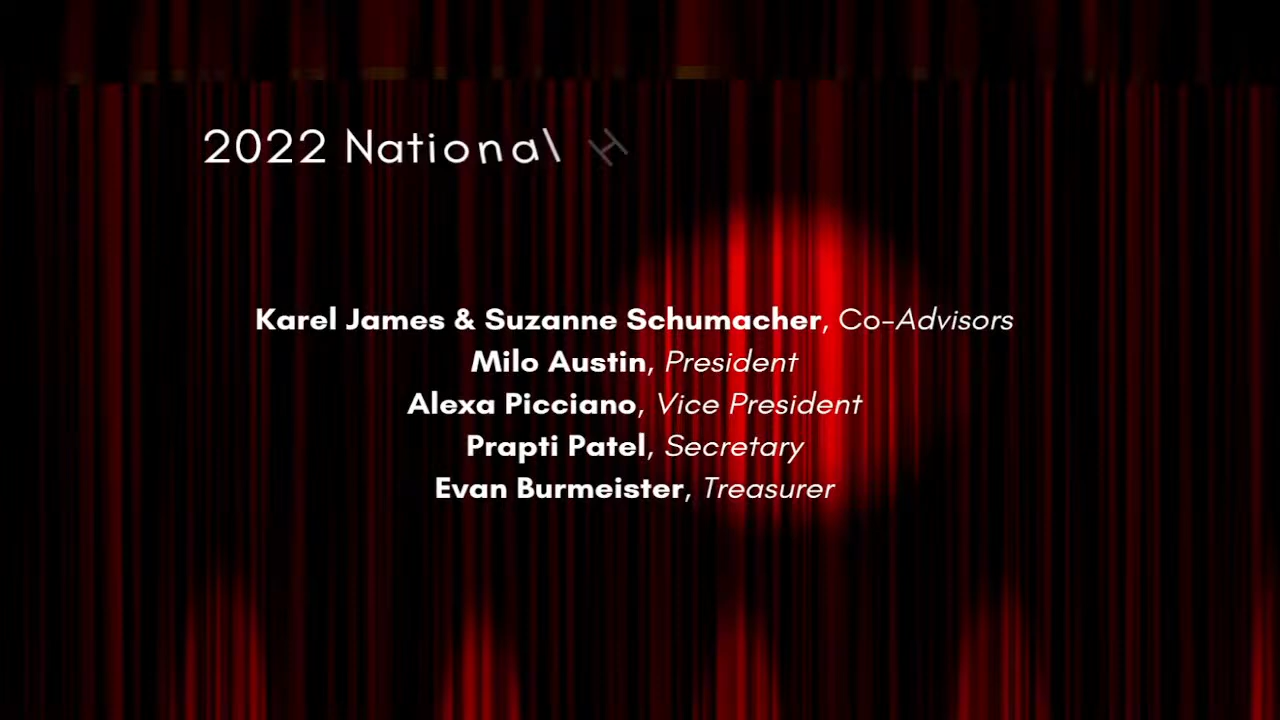 2022 National H
Karel James & Suzanne Schumacher, Co-Advisors
Milo Austin, President
Alexa Picciano, Vice President
Prapti Patel, Secretary
Evan Burmeister, Treasurer